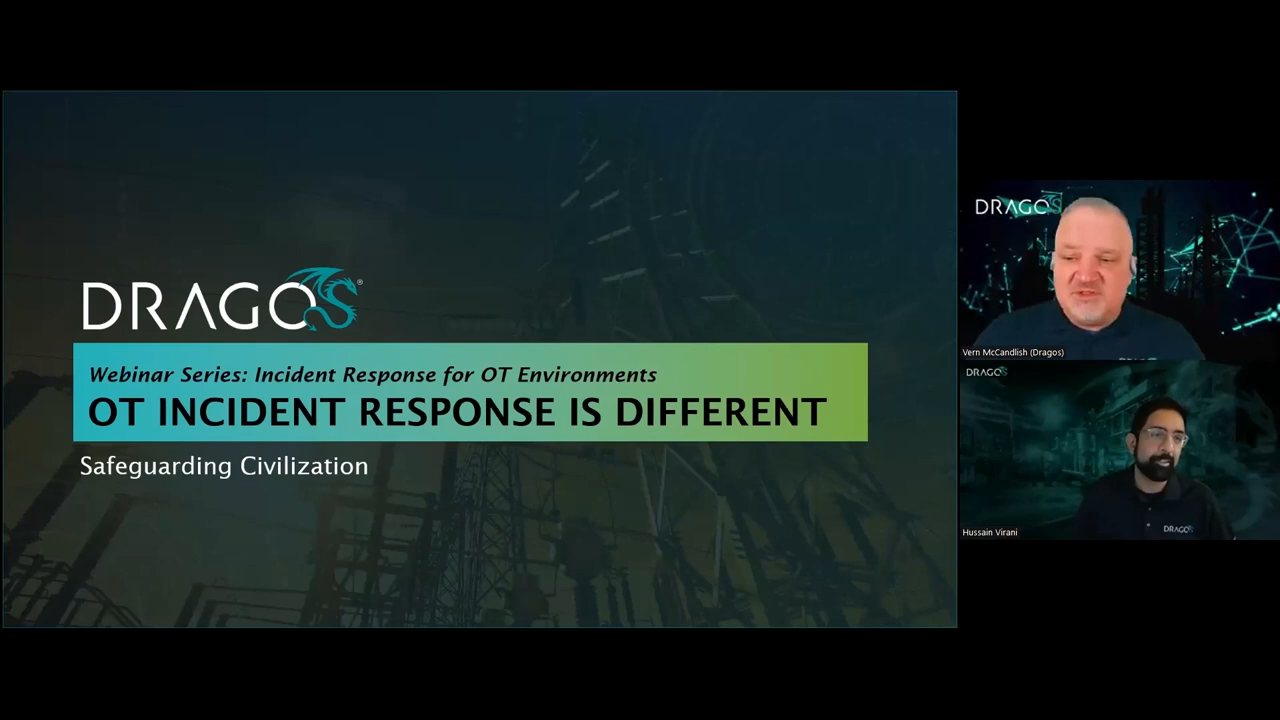 DRAGOS®
Webinar Series: Incident Response for OT Environments
OT INCIDENT RESPONSE IS DIFFERENT
Safeguarding Civilization
DRAGOS
Vern McCandlish (Dragos)
DRAGOS
DRAGOS
Hussain Virani